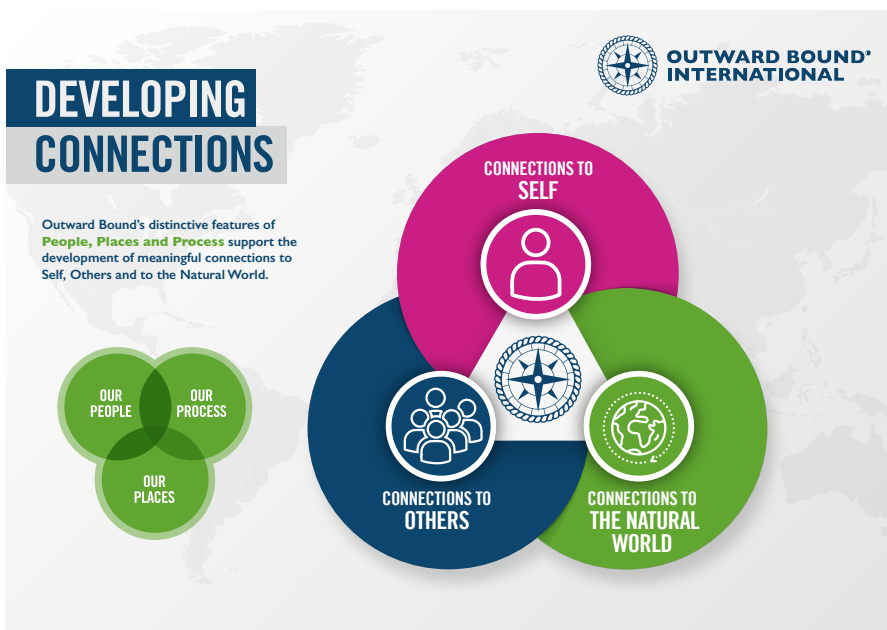 OUTWARD BOUND®
INTERNATIONAL
DEVELOPING
CONNECTIONS
Outward Bound's distinctive features of
People, Places and Process support the
development of meaningful connections to
Self, Others and to the Natural World.
CONNECTIONS TO
SELF
OUR
PEOPLE
OUR
PROCESS
OUR
PLACES
CONNECTIONS TO
OTHERS
CONNECTIONS TO
THE NATURAL
WORLD